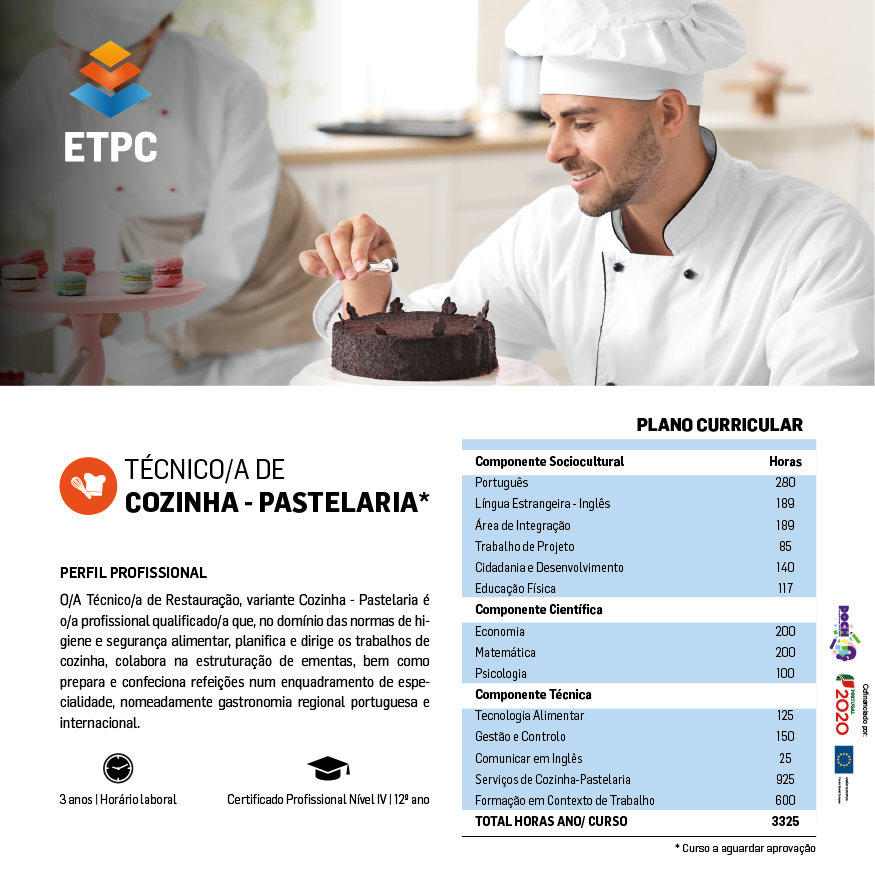 ETPC
TÉCNICO/A DE
COZINHA - PASTELARIA*
PERFIL PROFISSIONAL
O/A Técnico/a de Restauração, variante Cozinha - Pastelaria é
o/a profissional qualificado/a que, no domínio das normas de hi-
giene e segurança alimentar, planifica e dirige os trabalhos de
cozinha, colabora na estruturação de ementas, bem como
prepara e confeciona refeições num enquadramento de espe-
cialidade, nomeadamente gastronomia regional portuguesa e
internacional.
3 anos | Horário laboral
Certificado Profissional Nível IV | 12º ano
PLANO CURRICULAR
Componente Sociocultural Horas
Português 280
Língua Estrangeira - Inglês 189
Área de Integração 189
Trabalho de Projeto 85
Cidadania e Desenvolvimento 140
Educação Física 117
Componente Científica
Economia 200
Matemática 200
Psicologia 100
Componente Técnica
Tecnologia Alimentar 125
Gestão e Controlo 150
Comunicar em Inglês 25
Serviços de Cozinha-Pastelaria 925
Formação em Contexto de Trabalho 600
TOTAL HORAS ANO/ CURSO 3325
* Curso a aguardar aprovação
Cofinanciado por:
POCH
PORTUGAL
2020